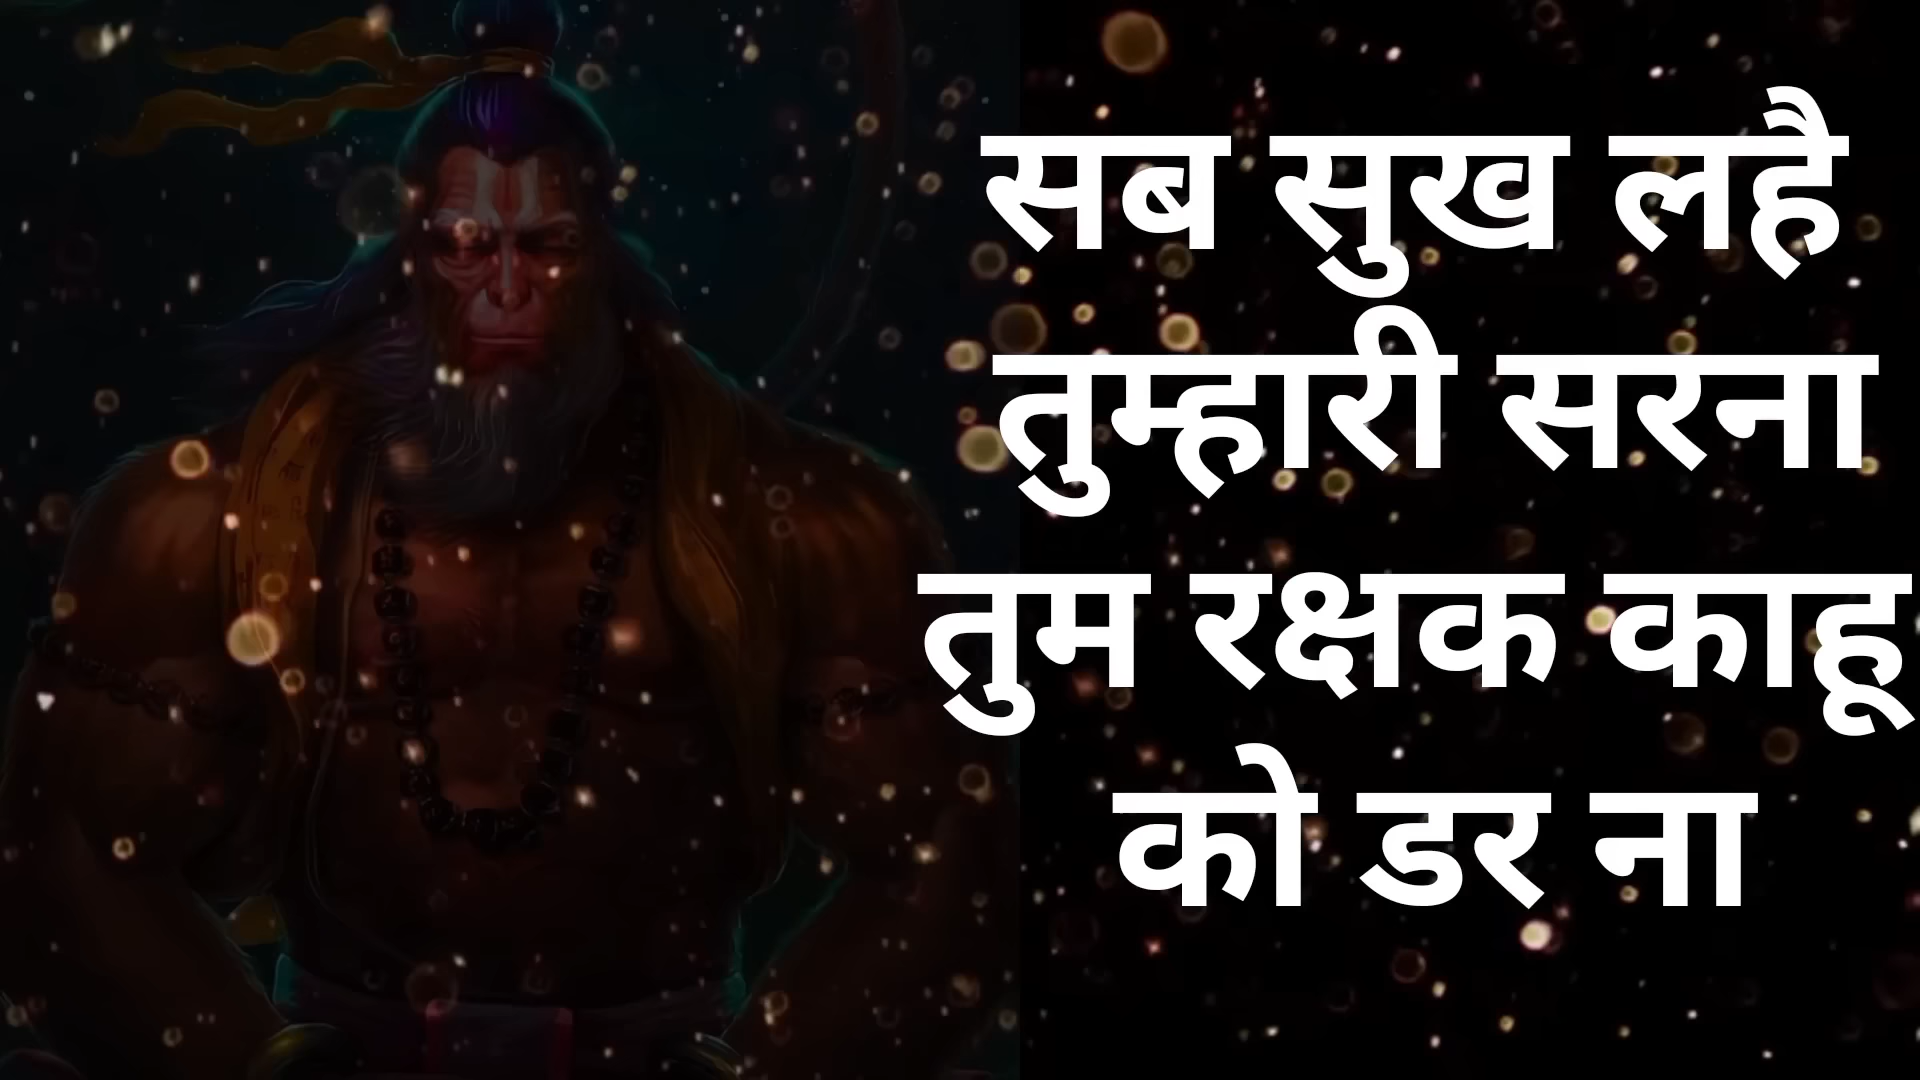 सब सुख लहै
तुम्हारी सरना
तुम रक्षक काहू
को डर ना